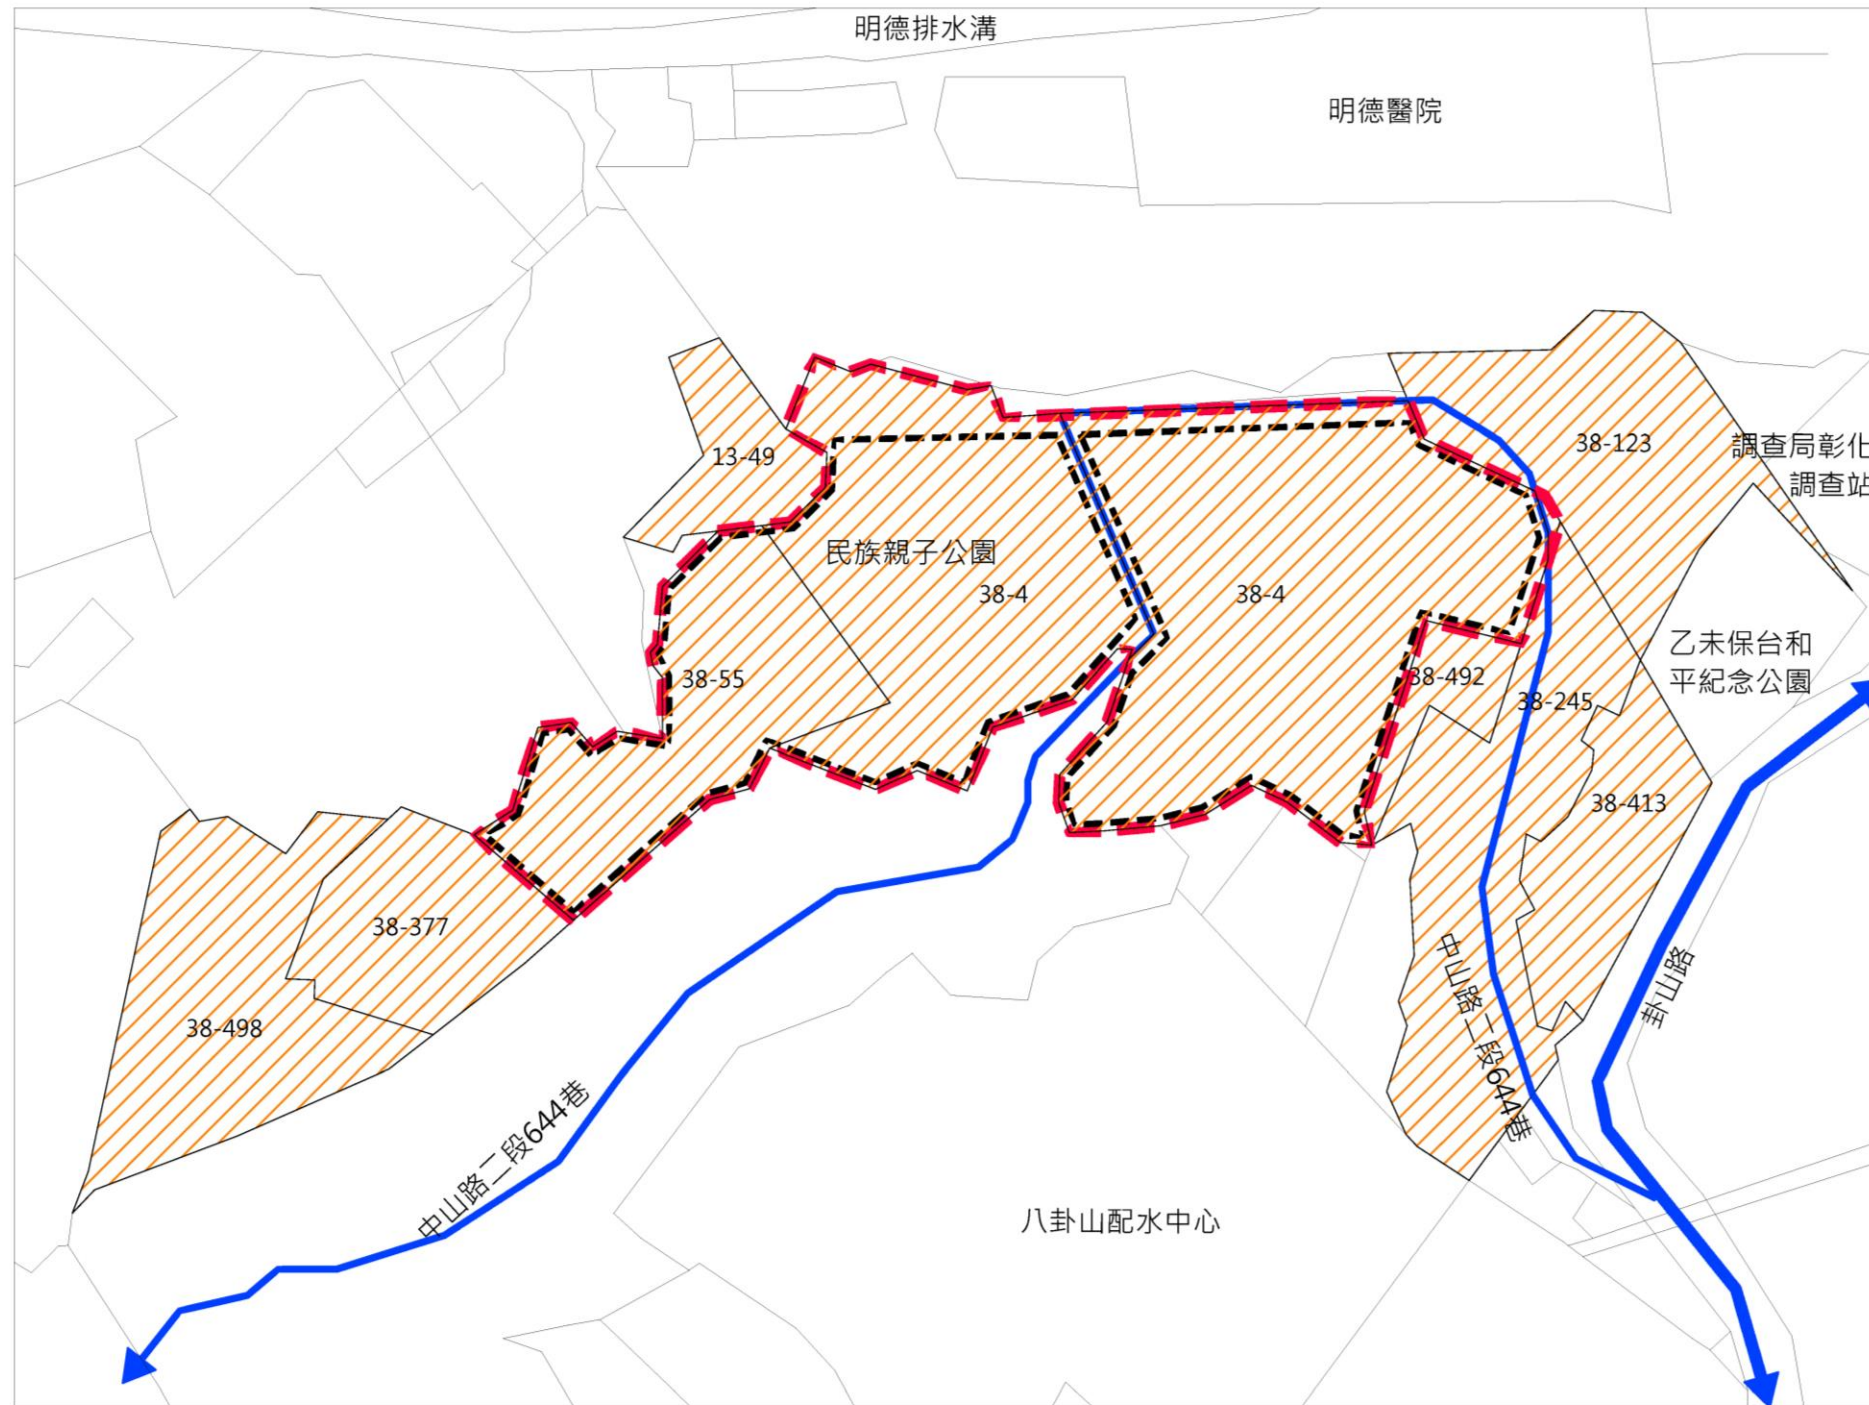 明德排水溝
明德醫院
13-49
38-123
調查局彰化
調查站
民族親子公園
38-4
38-4
38-55
38-492
38-245
乙未保台和
平紀念公園
38-413
38-377
38-498
中山路二段644巷
中山路二段644巷
卦山路
八卦山配水中心